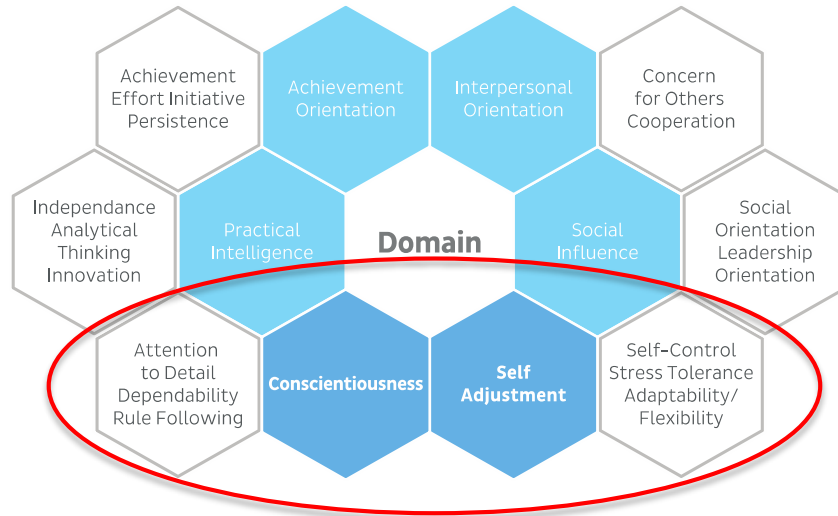 Achievement
Effort Initiative
Persistence
Achievement
Orientation
Interpersonal
Orientation
Concern
for Others
Cooperation
Independance
Analytical
Thinking
Innovation
Practical
Intelligence
Domain
Social
Influence
Social
Orientation
Leadership
Orientation
Attention
to Detail
Dependability
Rule Following
Conscientiousness
Self
Adjustment
Self-Control
Stress Tolerance
Adaptability/
Flexibility